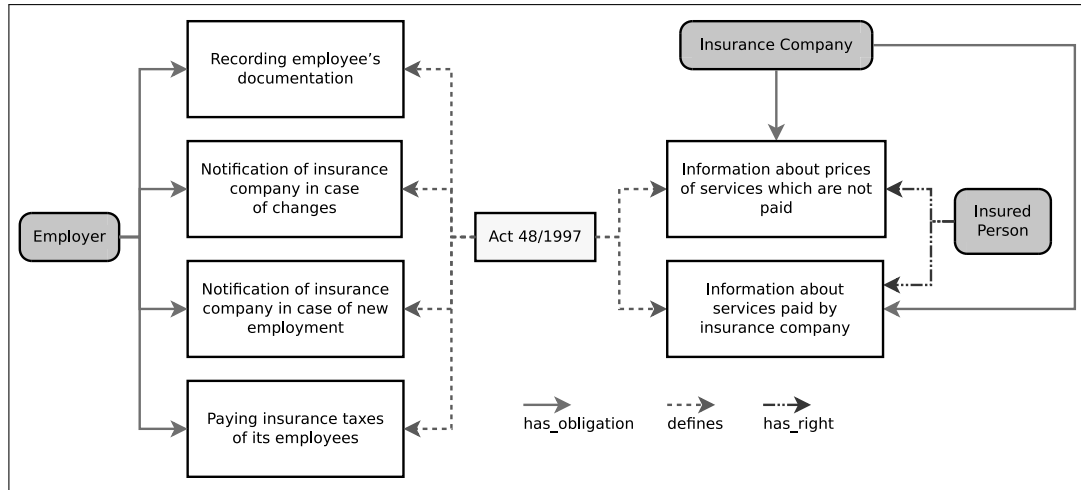 Recording employee's
documentation
Insurance Company
Notification of insurance
company in case
of changes
Information about prices
of services which are not
paid
Employer
Act 48/1997
Insured
Person
Notification of insurance
company in case of new
employment
Information about
services paid by
insurance company
Paying insurance taxes
of its employees
has_obligation
defines
has_right